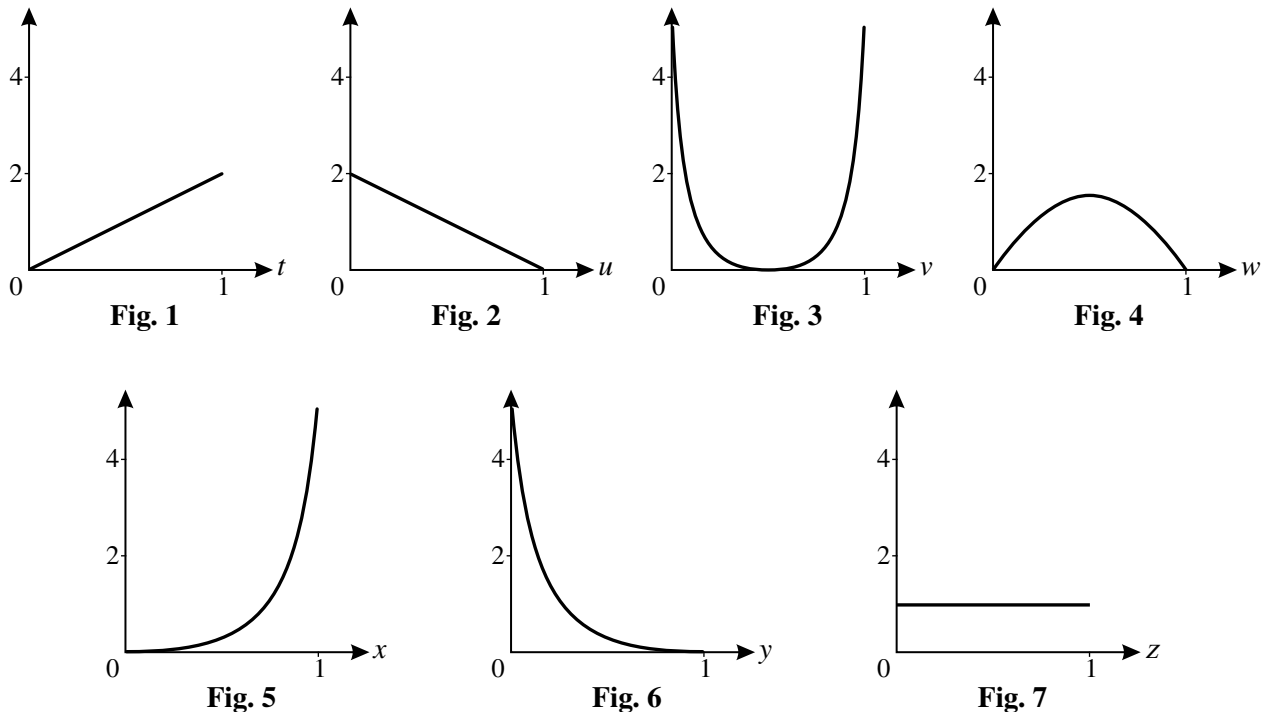 4 4 4 4
2 2 2 2
0 1 t 0 1 u 0 1 v 0 1 w
Fig. 1 Fig. 2 Fig. 3 Fig. 4
4 4 4
2 2 2
0 1 x 0 1 y 0 1 z
Fig. 5 Fig. 6 Fig. 7